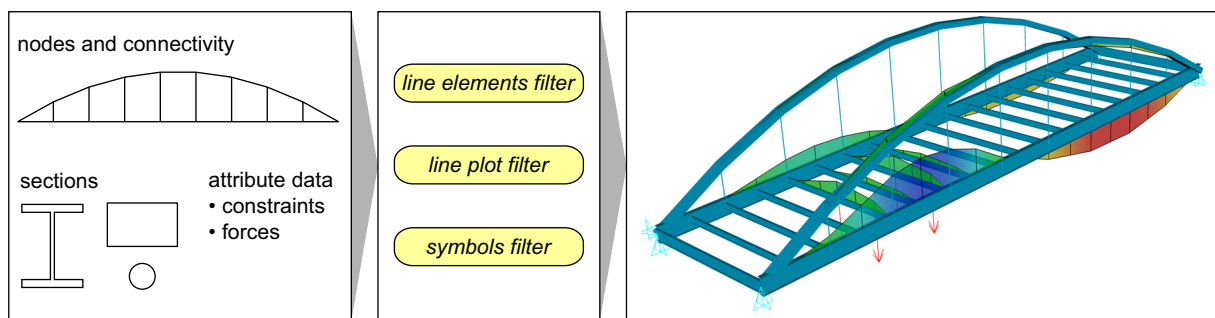 nodes and connectivity
sections
attribute data
• constraints
• forces
line elements filter
line plot filter
symbols filter